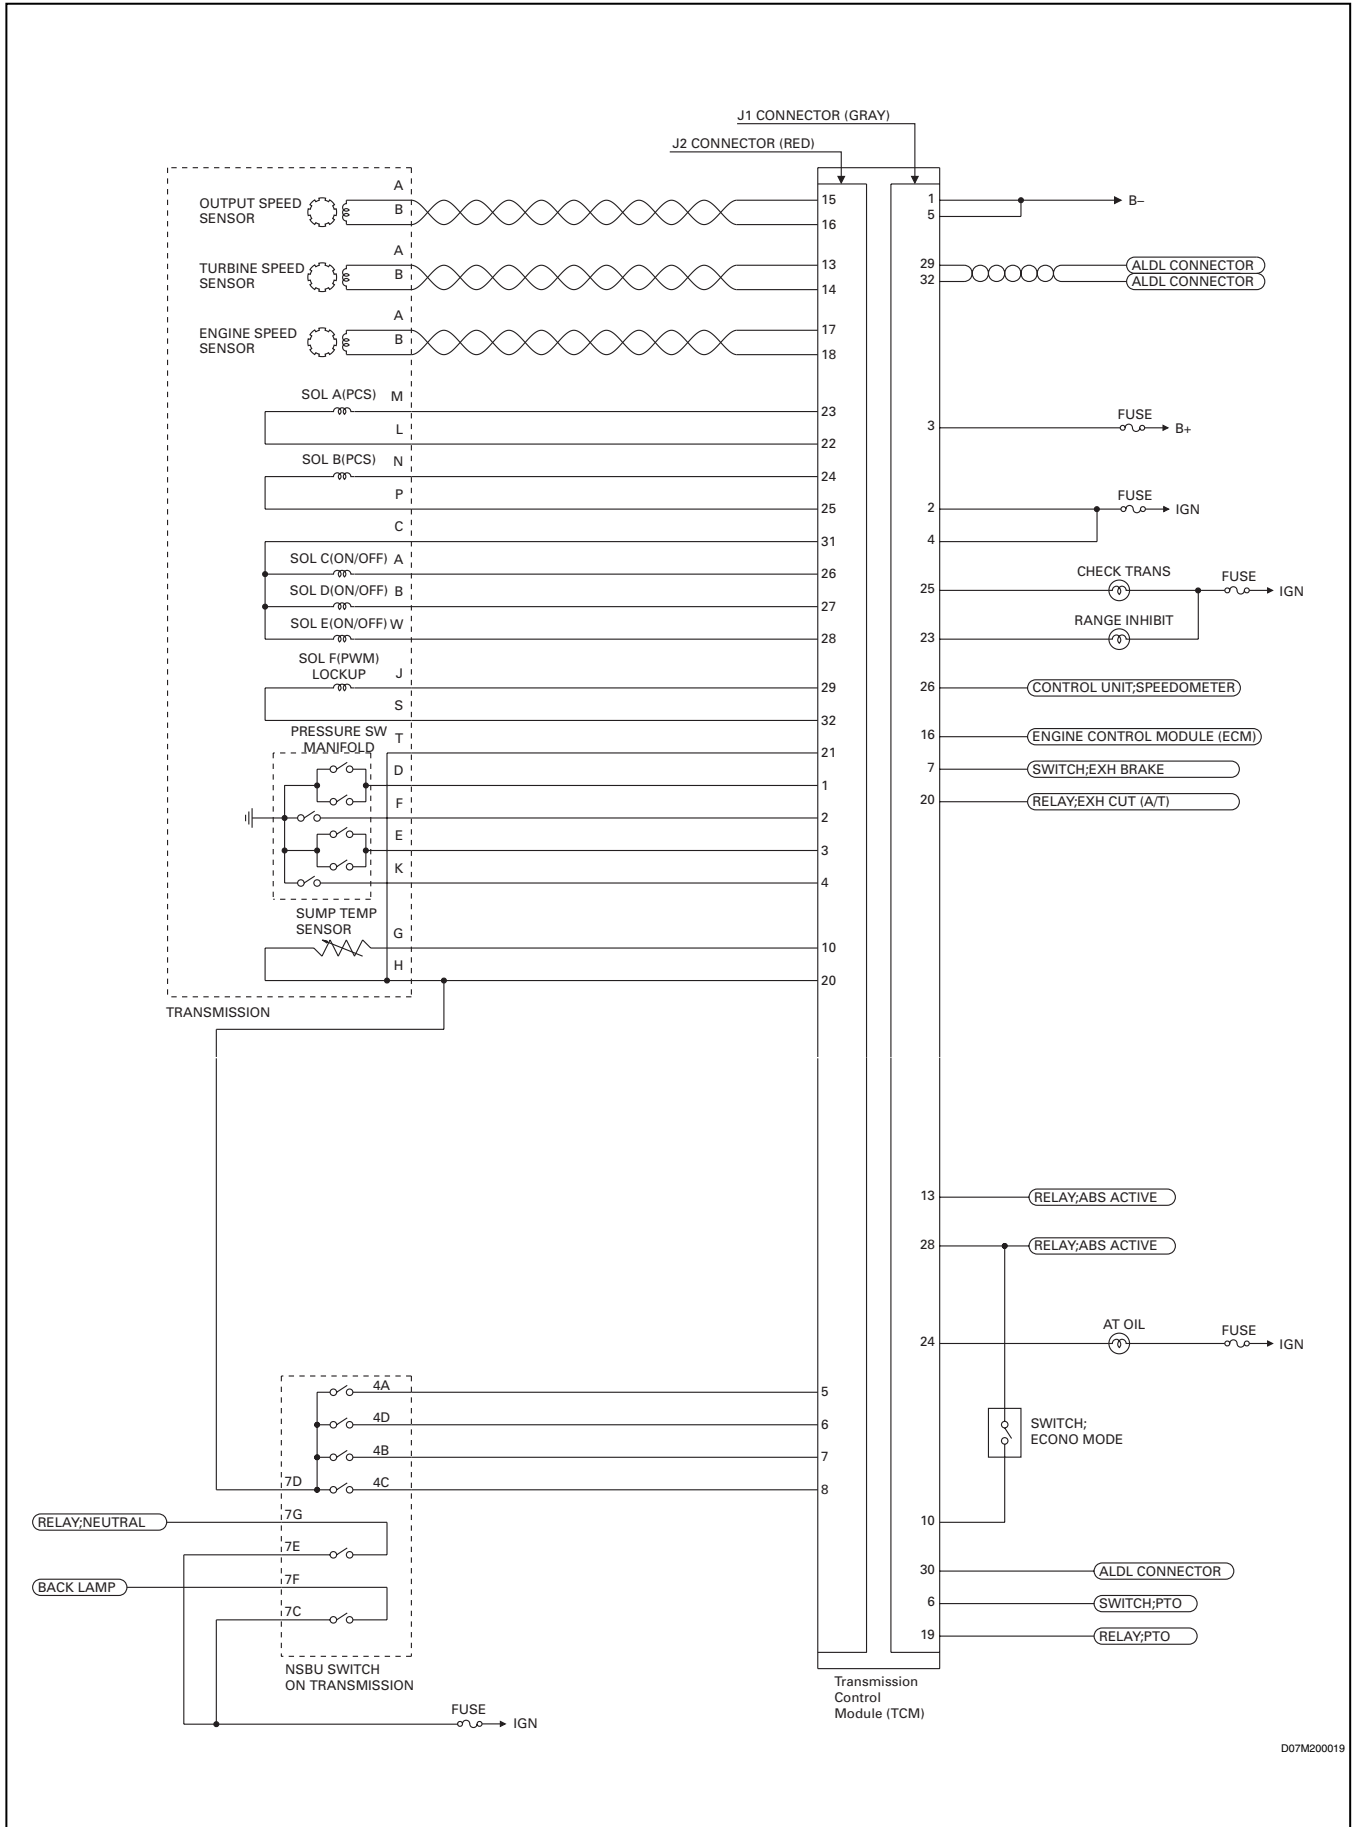 J1 CONNECTOR (GRAY)
J2 CONNECTOR (RED)
OUTPUT SPEED
SENSOR
A
B
15
16
1
5
B–
TURBINE SPEED
SENSOR
A
B
13
14
29
32
ALDL CONNECTOR
ALDL CONNECTOR
ENGINE SPEED
SENSOR
A
B
17
18
SOL A(PCS) M
23
L
22
3
FUSE
B+
SOL B(PCS) N
24
P
25
2
4
FUSE
IGN
C
31
SOL C(ON/OFF) A
26
SOL D(ON/OFF) B
27
SOL E(ON/OFF) W
28
25
CHECK TRANS
FUSE
IGN
23
RANGE INHIBIT
SOL F(PWM)
LOCKUP
J
29
S
32
26
CONTROL UNIT;SPEEDOMETER
PRESSURE SW
MANIFOLD
T
21
D
1
F
2
E
3
K
4
16
ENGINE CONTROL MODULE (ECM)
7
SWITCH;EXH BRAKE
20
RELAY;EXH CUT (A/T)
SUMP TEMP
SENSOR
G
10
H
20
TRANSMISSION
13
RELAY;ABS ACTIVE
28
RELAY;ABS ACTIVE
24
AT OIL
FUSE
IGN
4A
5
4D
6
4B
7
7D
4C
8
SWITCH;
ECONO MODE
10
RELAY;NEUTRAL
7G
7E
BACK LAMP
7F
7C
30
ALDL CONNECTOR
6
SWITCH;PTO
19
RELAY;PTO
NSBU SWITCH
ON TRANSMISSION
Transmission
Control
Module (TCM)
FUSE
IGN
D07M200019